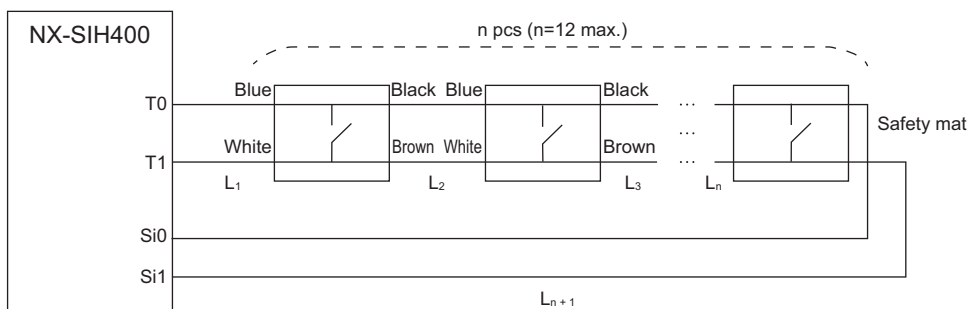 NX-SIH400
n pcs (n=12 max.)
Blue Black Blue Black ...
T0
Safety mat
...
White Brown White Brown ...
T1
L1 L2 L3 Ln
Si0
Si1
Ln + 1